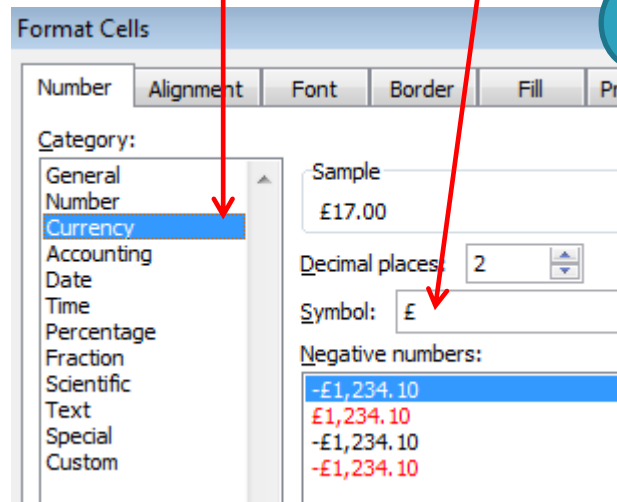 Format Cells
Number Alignment Font Border Fill Pr
Category:
General
Number
Currency
Accounting
Date
Time
Percentage
Fraction
Scientific
Text
Special
Custom
Sample
£17.00
Decimal places: 2
Symbol: £
Negative numbers:
-£1,234.10
£1,234.10
-£1,234.10
-£1,234.10